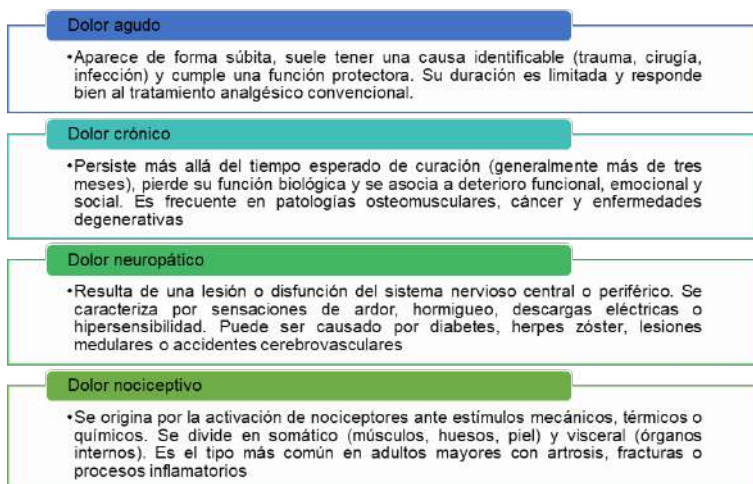 Dolor agudo
•Aparece de forma súbita, suele tener una causa identificable (trauma, cirugía,
infección) y cumple una función protectora. Su duración es limitada y responde
bien al tratamiento analgésico convencional.
Dolor crónico
•Persiste más allá del tiempo esperado de curación (generalmente más de tres
meses), pierde su función biológica y se asocia a deterioro funcional, emocional y
social. Es frecuente en patologías osteomusculares, cáncer y enfermedades
degenerativas
Dolor neuropático
•Resulta de una lesión o disfunción del sistema nervioso central o periférico. Se
caracteriza por sensaciones de ardor, hormigueo, descargas eléctricas o
hipersensibilidad. Puede ser causado por diabetes, herpes zóster, lesiones
medulares o accidentes cerebrovasculares
Dolor nociceptivo
•Se origina por la activación de nociceptores ante estímulos mecánicos, térmicos o
químicos. Se divide en somático (músculos, huesos, piel) y visceral (órganos
internos). Es el tipo más común en adultos mayores con artrosis, fracturas o
procesos inflamatorios